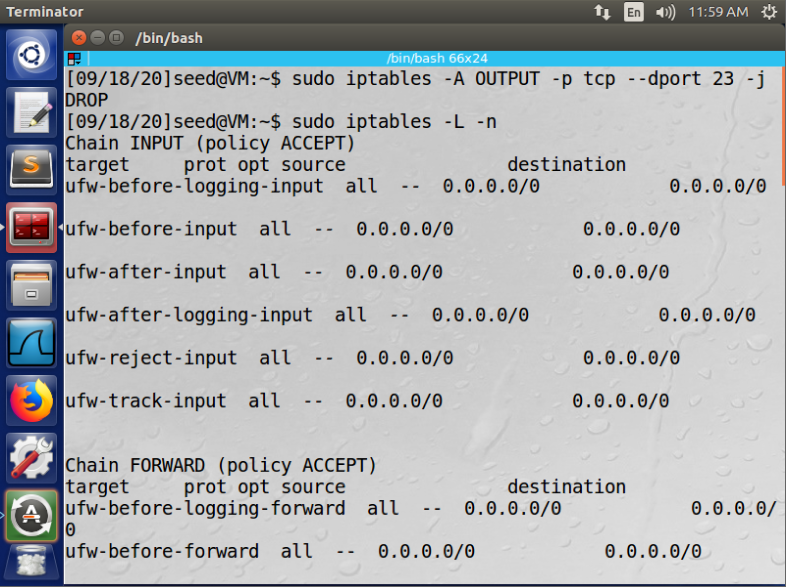 Terminator En 11:59 AM
/bin/bash
/bin/bash 66x24
[09/18/20]seed@VM:~$ sudo iptables -A OUTPUT -p tcp --dport 23 -j
DROP
[09/18/20]seed@VM:~$ sudo iptables -L -n
Chain INPUT (policy ACCEPT)
target     prot opt source               destination
ufw-before-logging-input  all  --  0.0.0.0/0            0.0.0.0/0
ufw-before-input  all  --  0.0.0.0/0            0.0.0.0/0
ufw-after-input  all  --  0.0.0.0/0            0.0.0.0/0
ufw-after-logging-input  all  --  0.0.0.0/0            0.0.0.0/0
ufw-reject-input  all  --  0.0.0.0/0            0.0.0.0/0
ufw-track-input  all  --  0.0.0.0/0            0.0.0.0/0
Chain FORWARD (policy ACCEPT)
target     prot opt source               destination
ufw-before-logging-forward  all  --  0.0.0.0/0            0.0.0.0/
0
ufw-before-forward  all  --  0.0.0.0/0            0.0.0.0/0